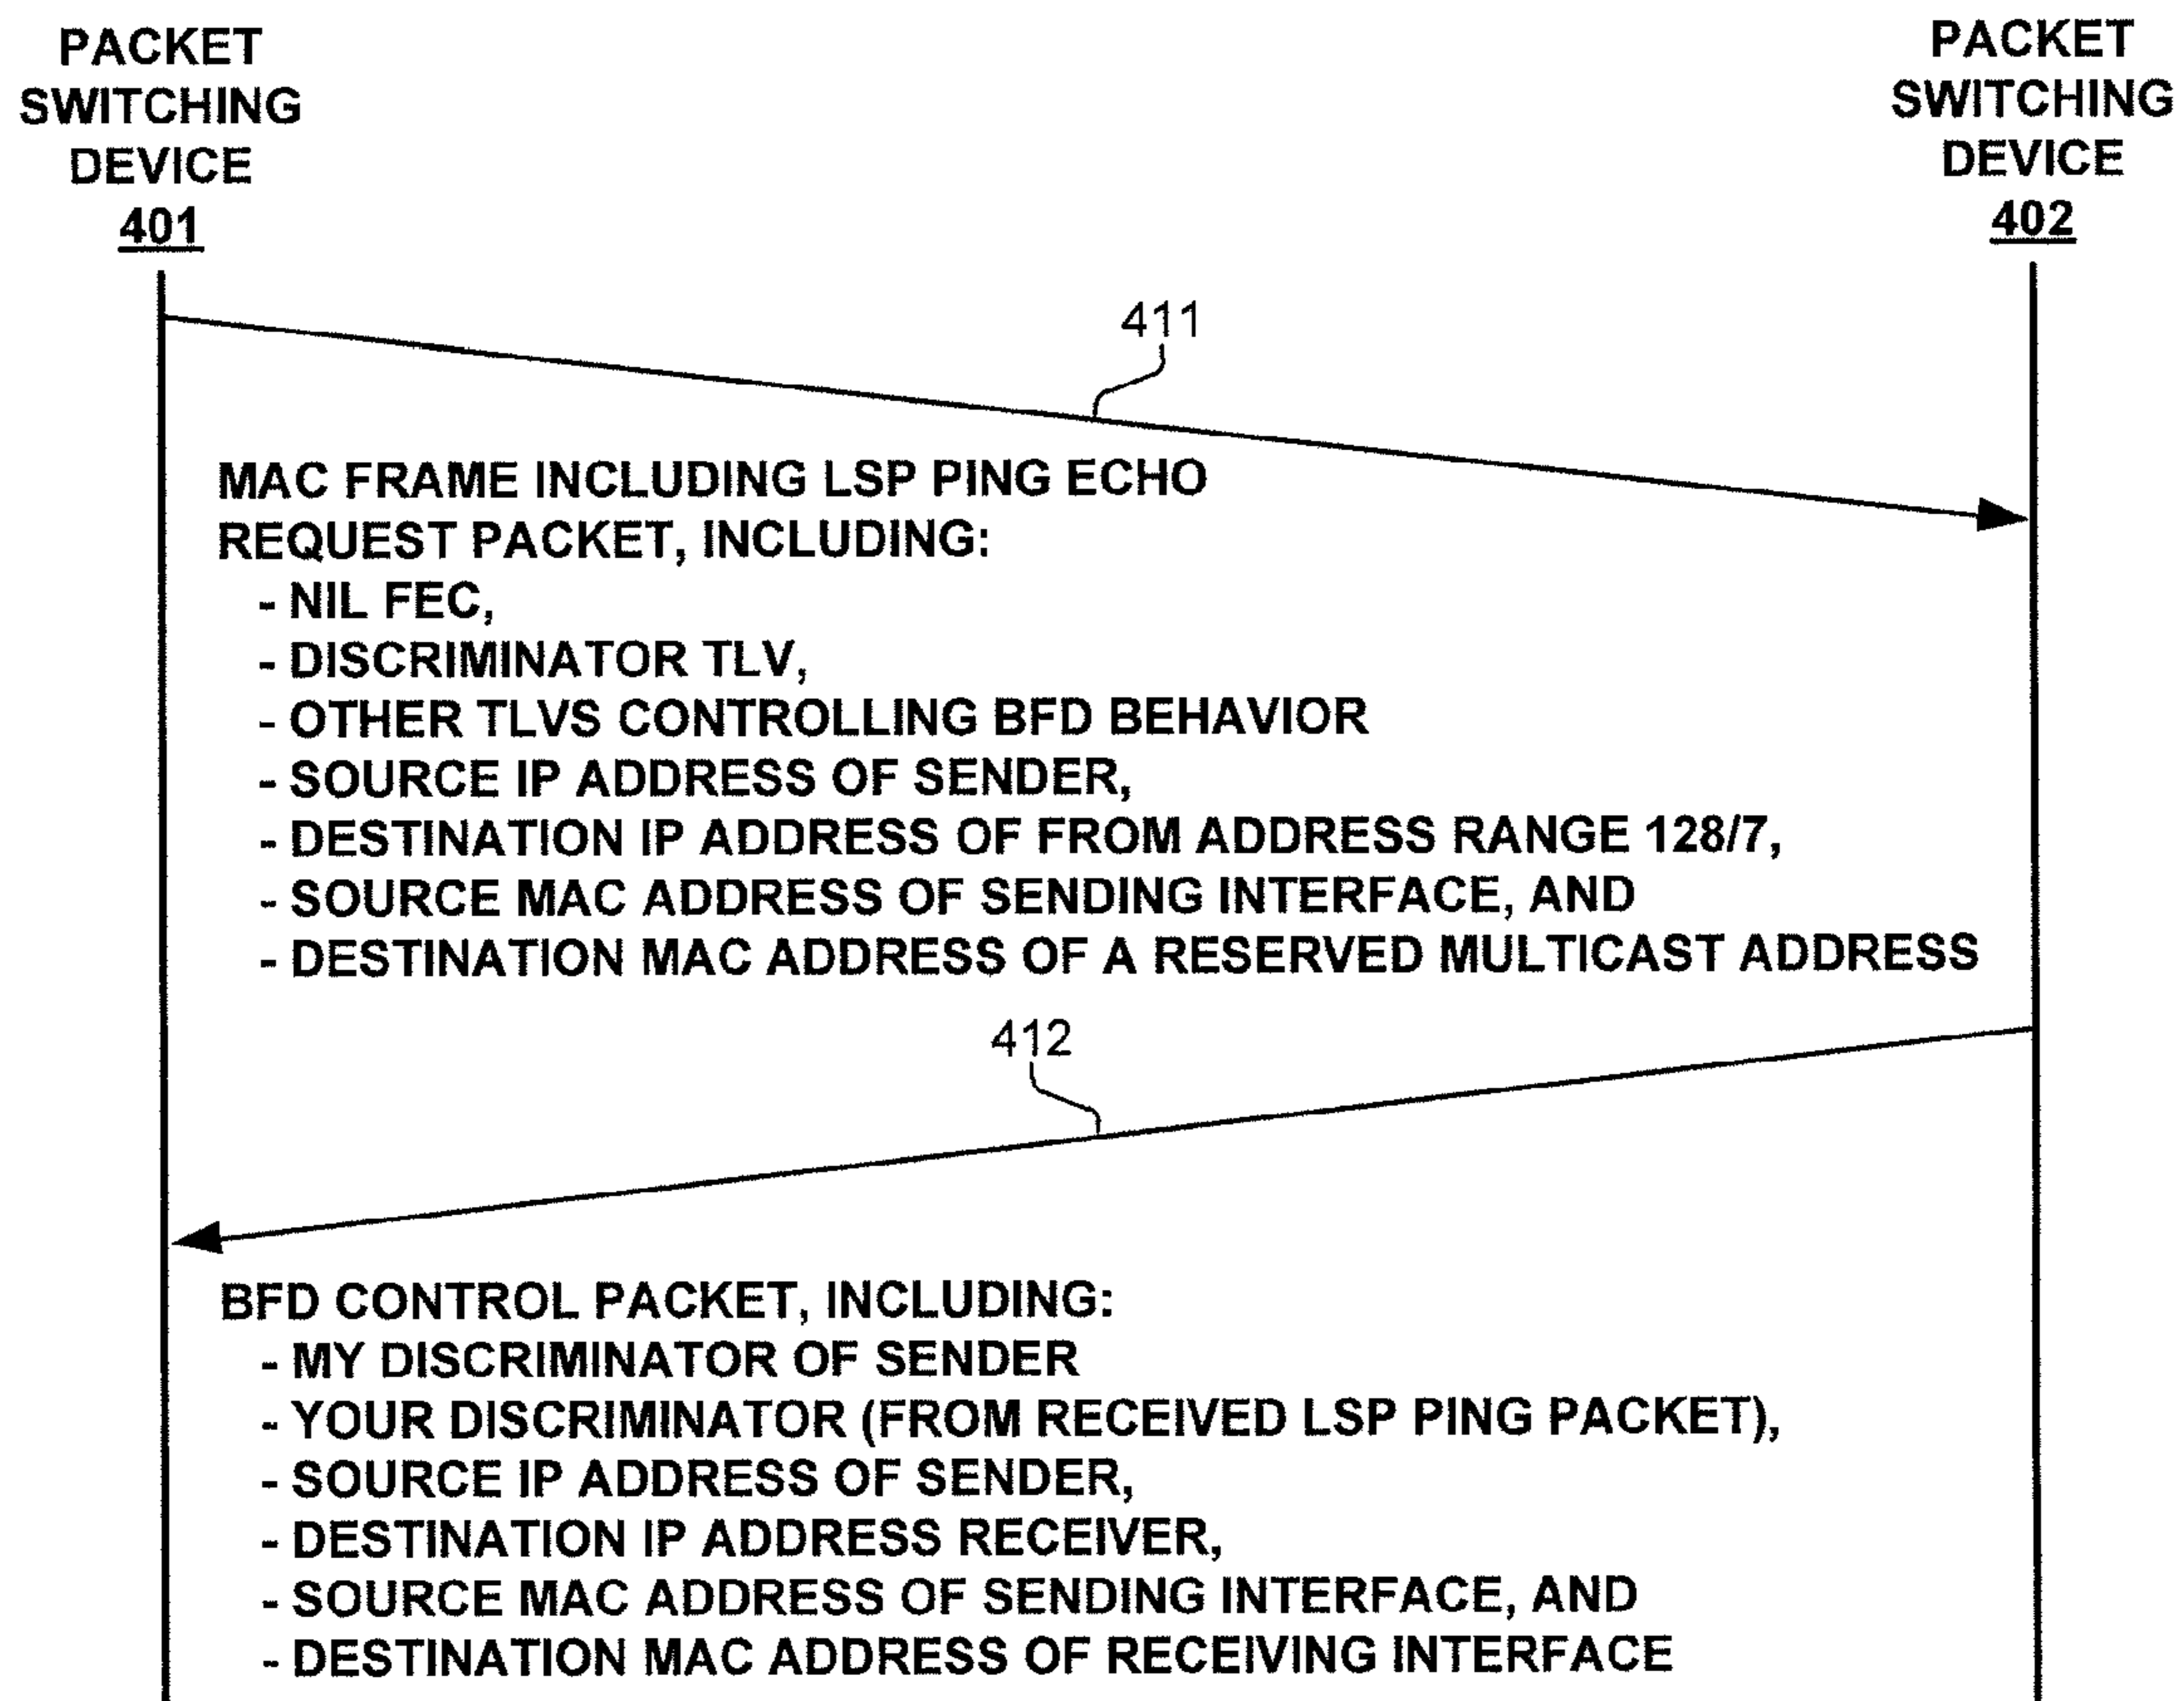 PACKET
SWITCHING
DEVICE
401
PACKET
SWITCHING
DEVICE
402
411
MAC FRAME INCLUDING LSP PING ECHO
REQUEST PACKET, INCLUDING:
- NIL FEC,
- DISCRIMINATOR TLV,
- OTHER TLVS CONTROLLING BFD BEHAVIOR
- SOURCE IP ADDRESS OF SENDER,
- DESTINATION IP ADDRESS OF FROM ADDRESS RANGE 128/7,
- SOURCE MAC ADDRESS OF SENDING INTERFACE, AND
- DESTINATION MAC ADDRESS OF A RESERVED MULTICAST ADDRESS
412
BFD CONTROL PACKET, INCLUDING:
- MY DISCRIMINATOR OF SENDER
- YOUR DISCRIMINATOR (FROM RECEIVED LSP PING PACKET),
- SOURCE IP ADDRESS OF SENDER,
- DESTINATION IP ADDRESS RECEIVER,
- SOURCE MAC ADDRESS OF SENDING INTERFACE, AND
- DESTINATION MAC ADDRESS OF RECEIVING INTERFACE